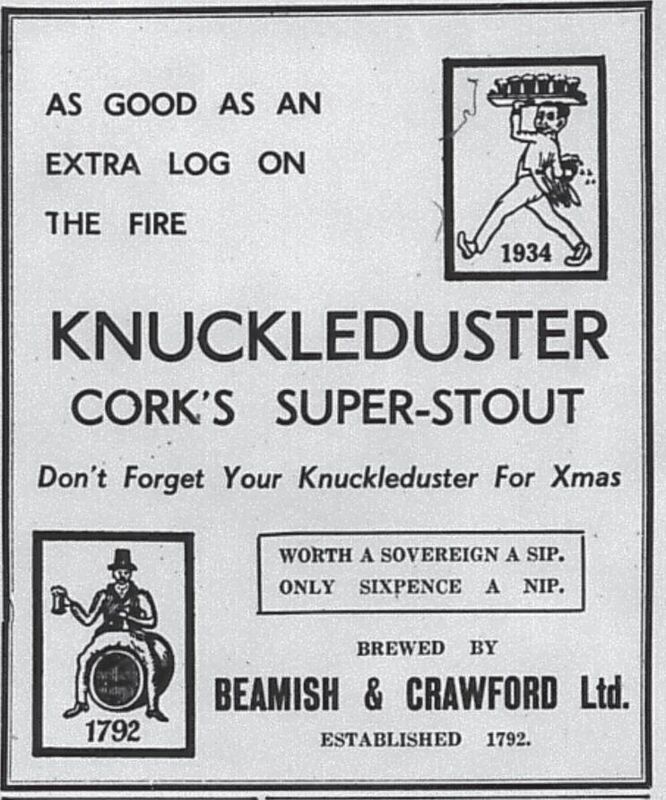 AS GOOD AS AN
EXTRA LOG ON
THE FIRE
1934
KNUCKLEDUSTER
CORK'S SUPER-STOUT
Don't Forget Your Knuckleduster For Xmas
WORTH A SOVEREIGN A SIP.
ONLY SIXPENCE A NIP.
1792
BREWED BY
BEAMISH & CRAWFORD Ltd.
ESTABLISHED 1792.